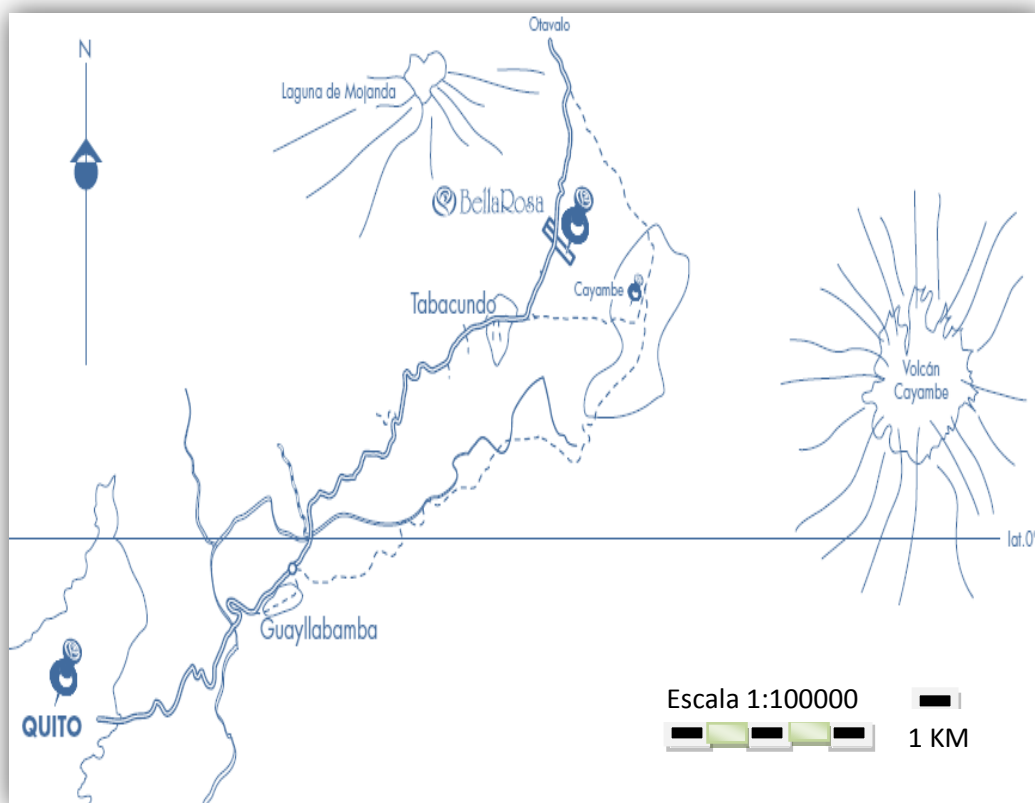 Otavalo
N
Laguna de Mojanda
BellaRosa
Cayambe
Tabacundo
Volcán
Cayambe
lat.0°
Guayllabamba
QUITO
Escala 1:100000
1 KM